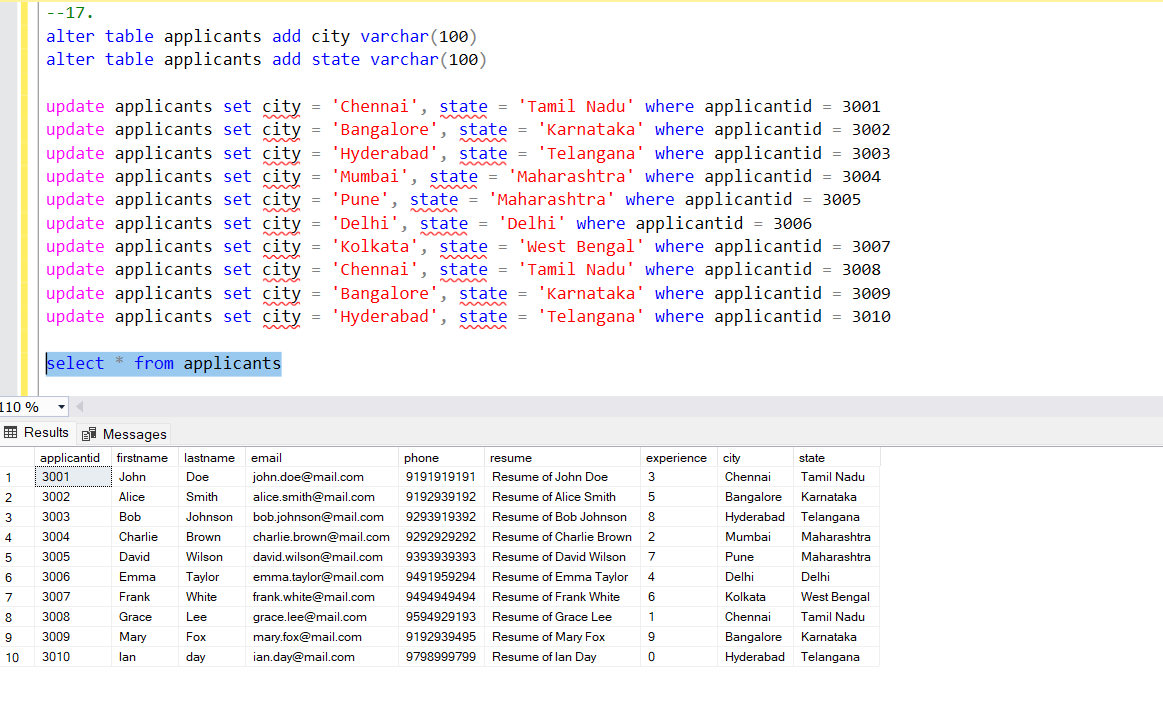 --17.
alter table applicants add city varchar(100)
alter table applicants add state varchar(100)
update applicants set city = 'Chennai', state = 'Tamil Nadu' where applicantid = 3001
update applicants set city = 'Bangalore', state = 'Karnataka' where applicantid = 3002
update applicants set city = 'Hyderabad', state = 'Telangana' where applicantid = 3003
update applicants set city = 'Mumbai', state = 'Maharashtra' where applicantid = 3004
update applicants set city = 'Pune', state = 'Maharashtra' where applicantid = 3005
update applicants set city = 'Delhi', state = 'Delhi' where applicantid = 3006
update applicants set city = 'Kolkata', state = 'West Bengal' where applicantid = 3007
update applicants set city = 'Chennai', state = 'Tamil Nadu' where applicantid = 3008
update applicants set city = 'Bangalore', state = 'Karnataka' where applicantid = 3009
update applicants set city = 'Hyderabad', state = 'Telangana' where applicantid = 3010
select * from applicants
110 %
Results Messages
applicantid firstname lastname email phone resume experience city state
1 3001 John Doe john.doe@mail.com 9191919191 Resume of John Doe 3 Chennai Tamil Nadu
2 3002 Alice Smith alice.smith@mail.com 9192939192 Resume of Alice Smith 5 Bangalore Karnataka
3 3003 Bob Johnson bob.johnson@mail.com 9293919392 Resume of Bob Johnson 8 Hyderabad Telangana
4 3004 Charlie Brown charlie.brown@mail.com 9292929292 Resume of Charlie Brown 2 Mumbai Maharashtra
5 3005 David Wilson david.wilson@mail.com 9393939393 Resume of David Wilson 7 Pune Maharashtra
6 3006 Emma Taylor emma.taylor@mail.com 9491959294 Resume of Emma Taylor 4 Delhi Delhi
7 3007 Frank White frank.white@mail.com 9494949494 Resume of Frank White 6 Kolkata West Bengal
8 3008 Grace Lee grace.lee@mail.com 9594929193 Resume of Grace Lee 1 Chennai Tamil Nadu
9 3009 Mary Fox mary.fox@mail.com 9192939495 Resume of Mary Fox 9 Bangalore Karnataka
10 3010 Ian day ian.day@mail.com 9798999799 Resume of Ian Day 0 Hyderabad Telangana